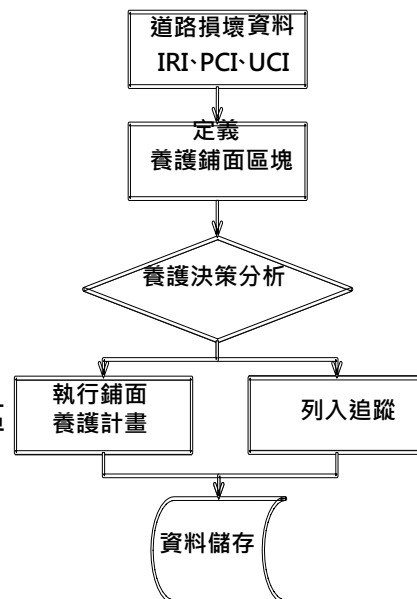 道路損壞資料
IRI、PCI、UCI
定義
養護鋪面區塊
養護決策分析
執行鋪面
養護計畫
列入追蹤
資料儲存